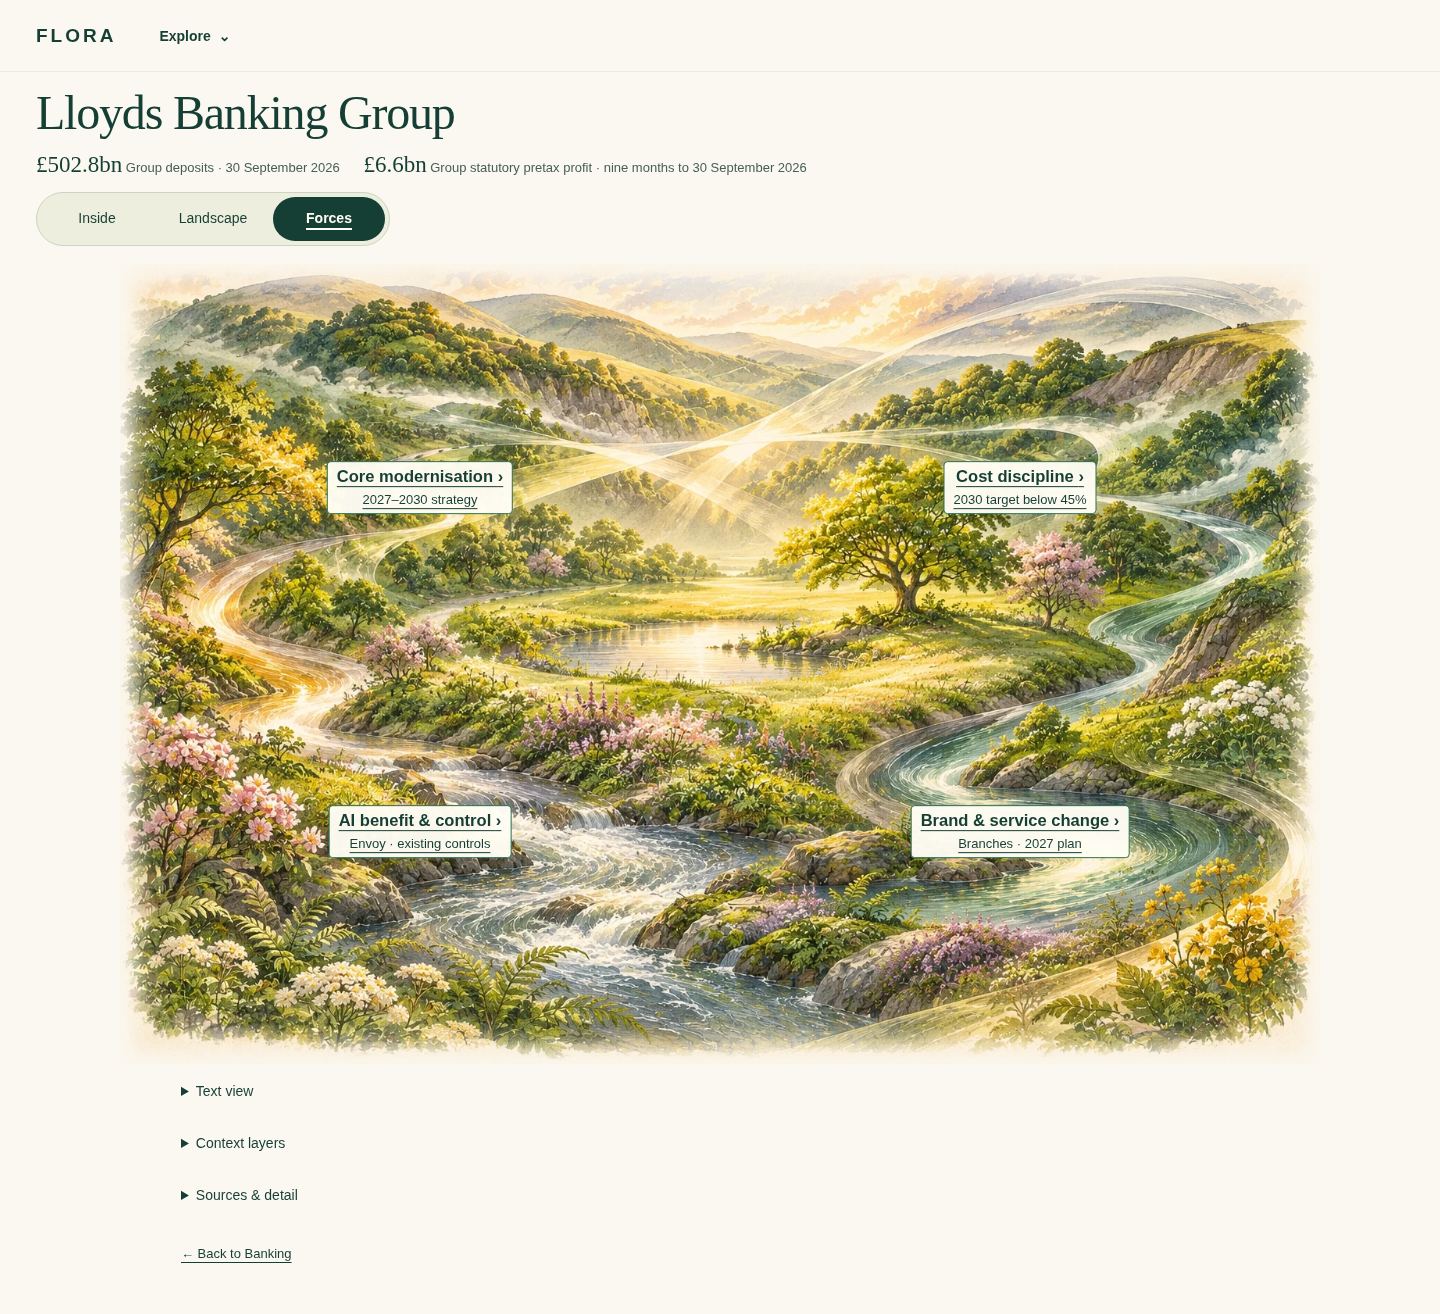 FLORA
Explore ⌄
Lloyds Banking Group
£502.8bn Group deposits · 30 September 2026 £6.6bn Group statutory pretax profit · nine months to 30 September 2026
Inside Landscape Forces
Core modernisation ›
2027–2030 strategy
Cost discipline ›
2030 target below 45%
AI benefit & control ›
Envoy · existing controls
Brand & service change ›
Branches · 2027 plan
▶ Text view
▶ Context layers
▶ Sources & detail
← Back to Banking